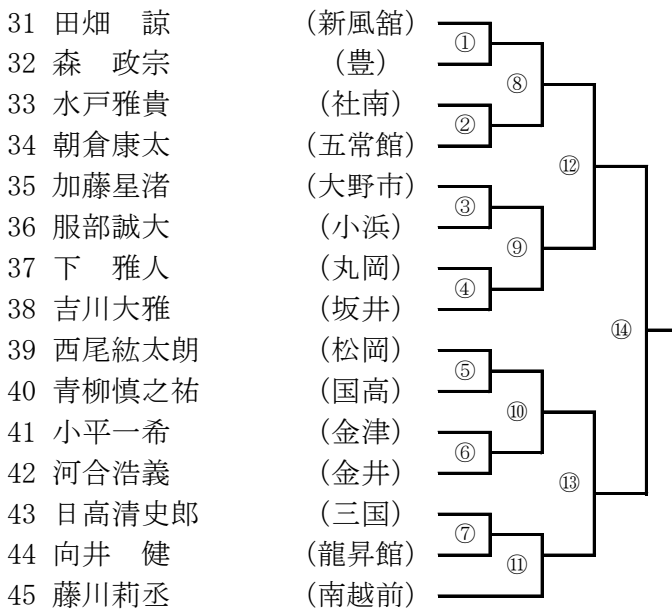 31 田畑　諒 (新風舘)
32 森　政宗 (豊)
33 水戸雅貴 (社南)
34 朝倉康太 (五常館)
35 加藤星渚 (大野市)
36 服部誠大 (小浜)
37 下　雅人 (丸岡)
38 吉川大雅 (坂井)
39 西尾紘太朗 (松岡)
40 青柳慎之祐 (国高)
41 小平一希 (金津)
42 河合浩義 (金井)
43 日高清史郎 (三国)
44 向井　健 (龍昇館)
45 藤川莉丞 (南越前)
①
②
③
④
⑤
⑥
⑦
⑧
⑨
⑩
⑪
⑫
⑬
⑭